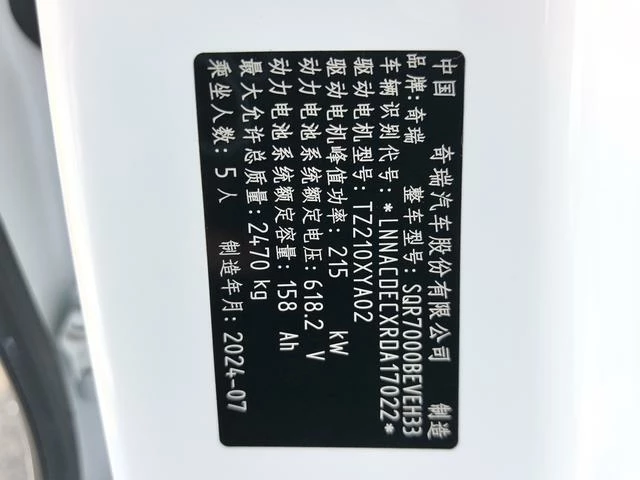 中国 奇瑞汽车股份有限公司 制造
品牌：奇瑞 整车型号：SQR7000BEVEH33
车辆识别代号：*LNNACDECXRDA17022*
驱动电机型号：TZ210XYA02
驱动电机峰值功率：215 kW
动力电池系统额定电压：618.2 V
动力电池系统额定容量：158 Ah
最大允许总质量：2470 kg
乘坐人数：5人 制造年月：2024-07